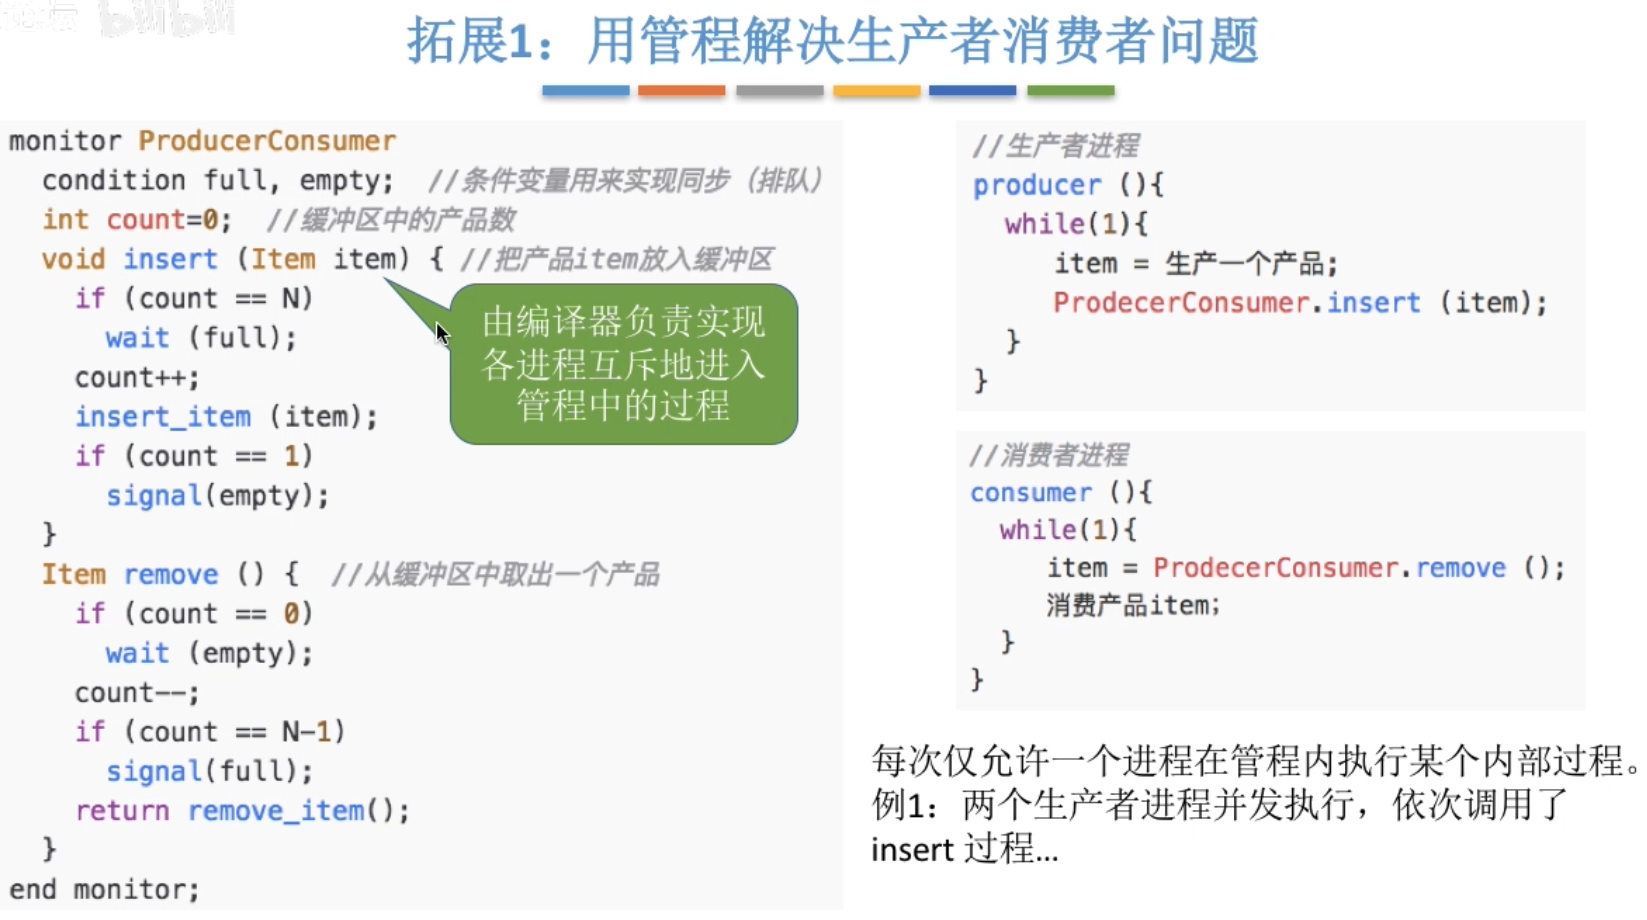 bilibili
拓展1：用管程解决生产者消费者问题
monitor ProducerConsumer
condition full, empty; //条件变量用来实现同步（排队）
int count=0; //缓冲区中的产品数
void insert (Item item) { //把产品item放入缓冲区
if (count == N)
wait (full);
count++;
insert_item (item);
if (count == 1)
signal(empty);
}
Item remove () { //从缓冲区中取出一个产品
if (count == 0)
wait (empty);
count--;
if (count == N-1)
signal(full);
return remove_item();
}
end monitor;
由编译器负责实现
各进程互斥地进入
管程中的过程
//生产者进程
producer (){
while(1){
item = 生产一个产品;
ProdecerConsumer.insert (item);
}
}
//消费者进程
consumer (){
while(1){
item = ProdecerConsumer.remove ();
消费产品item;
}
}
每次仅允许一个进程在管程内执行某个内部过程。
例1：两个生产者进程并发执行，依次调用了
insert 过程...